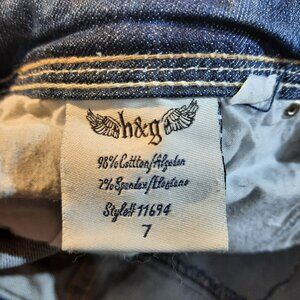 h&g
98% Cotton/Algodon
2% Spandex/Elastano
Style# 11694
7